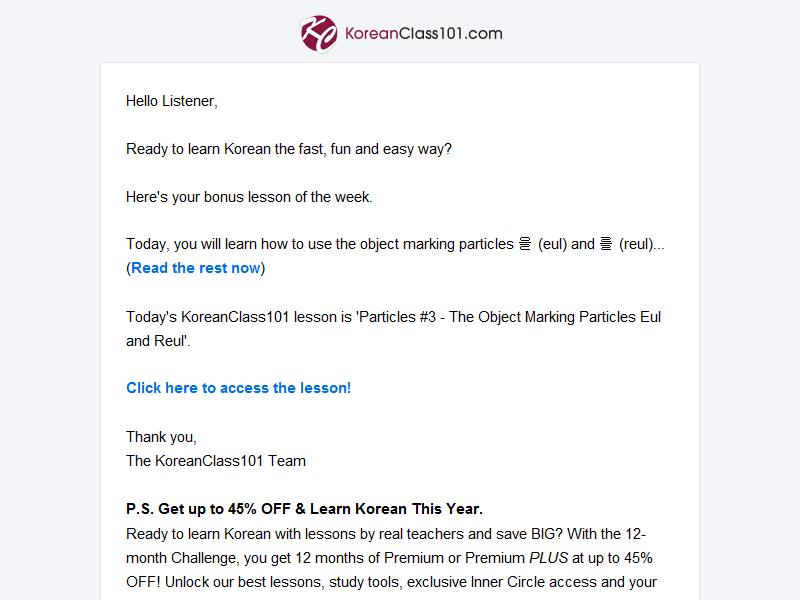 KoreanClass101.com
Hello Listener,
Ready to learn Korean the fast, fun and easy way?
Here's your bonus lesson of the week.
Today, you will learn how to use the object marking particles 을 (eul) and 를 (reul)...
(Read the rest now)
Today's KoreanClass101 lesson is 'Particles #3 - The Object Marking Particles Eul
and Reul'.
Click here to access the lesson!
Thank you,
The KoreanClass101 Team
P.S. Get up to 45% OFF & Learn Korean This Year.
Ready to learn Korean with lessons by real teachers and save BIG? With the 12-
month Challenge, you get 12 months of Premium or Premium PLUS at up to 45%
OFF! Unlock our best lessons, study tools, exclusive Inner Circle access and your